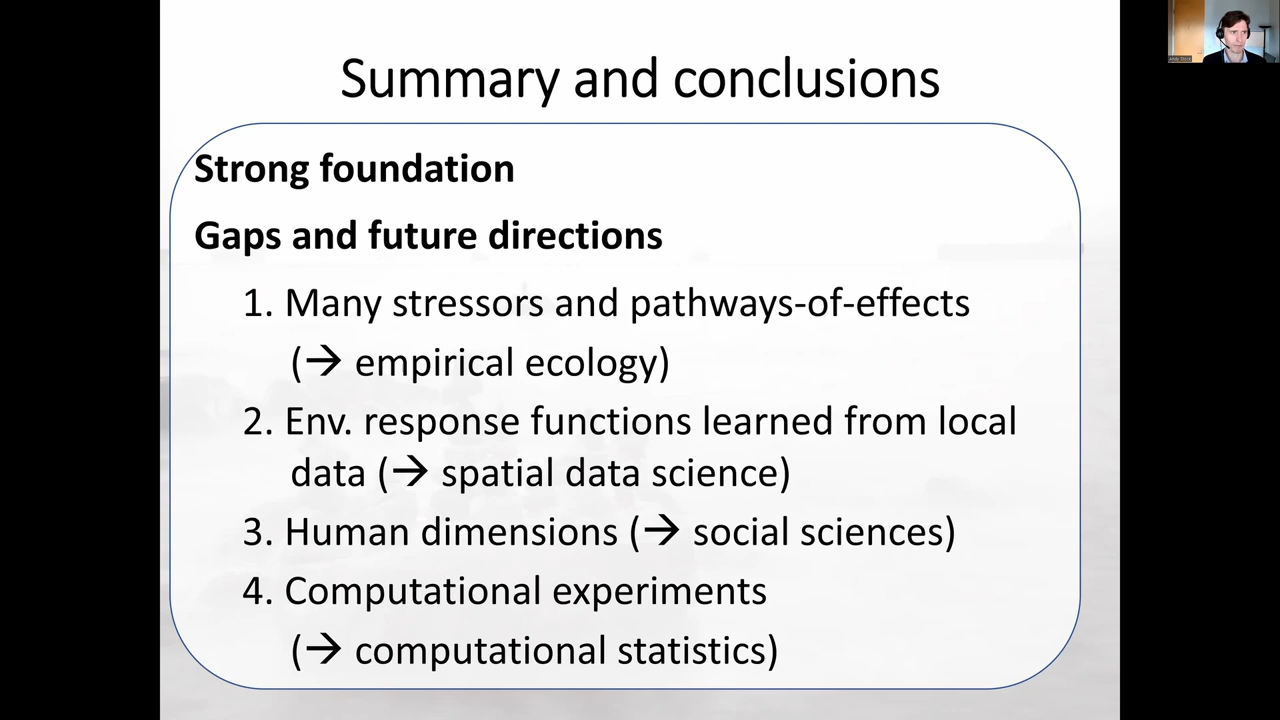 Summary and conclusions
Strong foundation
Gaps and future directions
1. Many stressors and pathways-of-effects
(→ empirical ecology)
2. Env. response functions learned from local
data (→ spatial data science)
3. Human dimensions (→ social sciences)
4. Computational experiments
(→ computational statistics)
Andy Stock